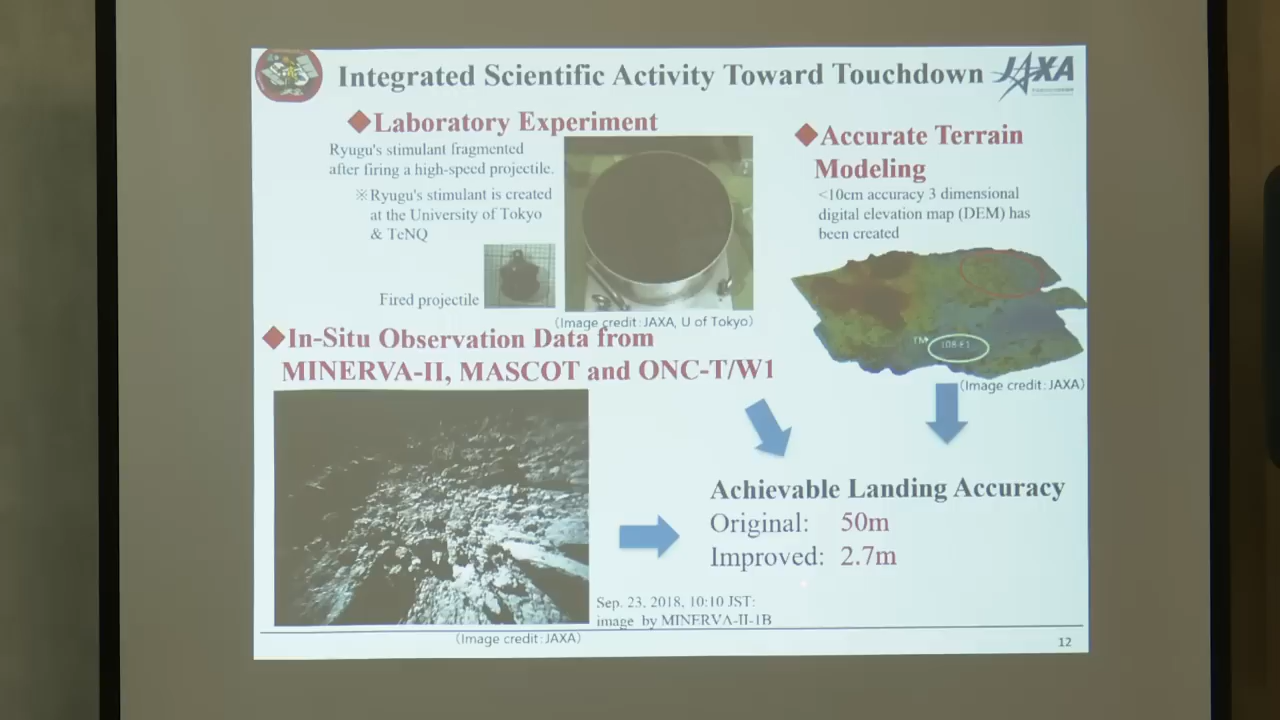 Integrated Scientific Activity Toward Touchdown
JAXA
◆Laboratory Experiment
Ryugu's stimulant fragmented
after firing a high-speed projectile.
※Ryugu's stimulant is created
at the University of Tokyo
& TeNQ
Fired projectile
(Image credit: JAXA, U of Tokyo)
◆Accurate Terrain
Modeling
<10cm accuracy 3 dimensional
digital elevation map (DEM) has
been created
(Image credit: JAXA)
◆In-Situ Observation Data from
MINERVA-II, MASCOT and ONC-T/W1
Achievable Landing Accuracy
Original: 50m
Improved: 2.7m
Sep. 23, 2018, 10:10 JST:
image by MINERVA-II-1B
(Image credit: JAXA)
12